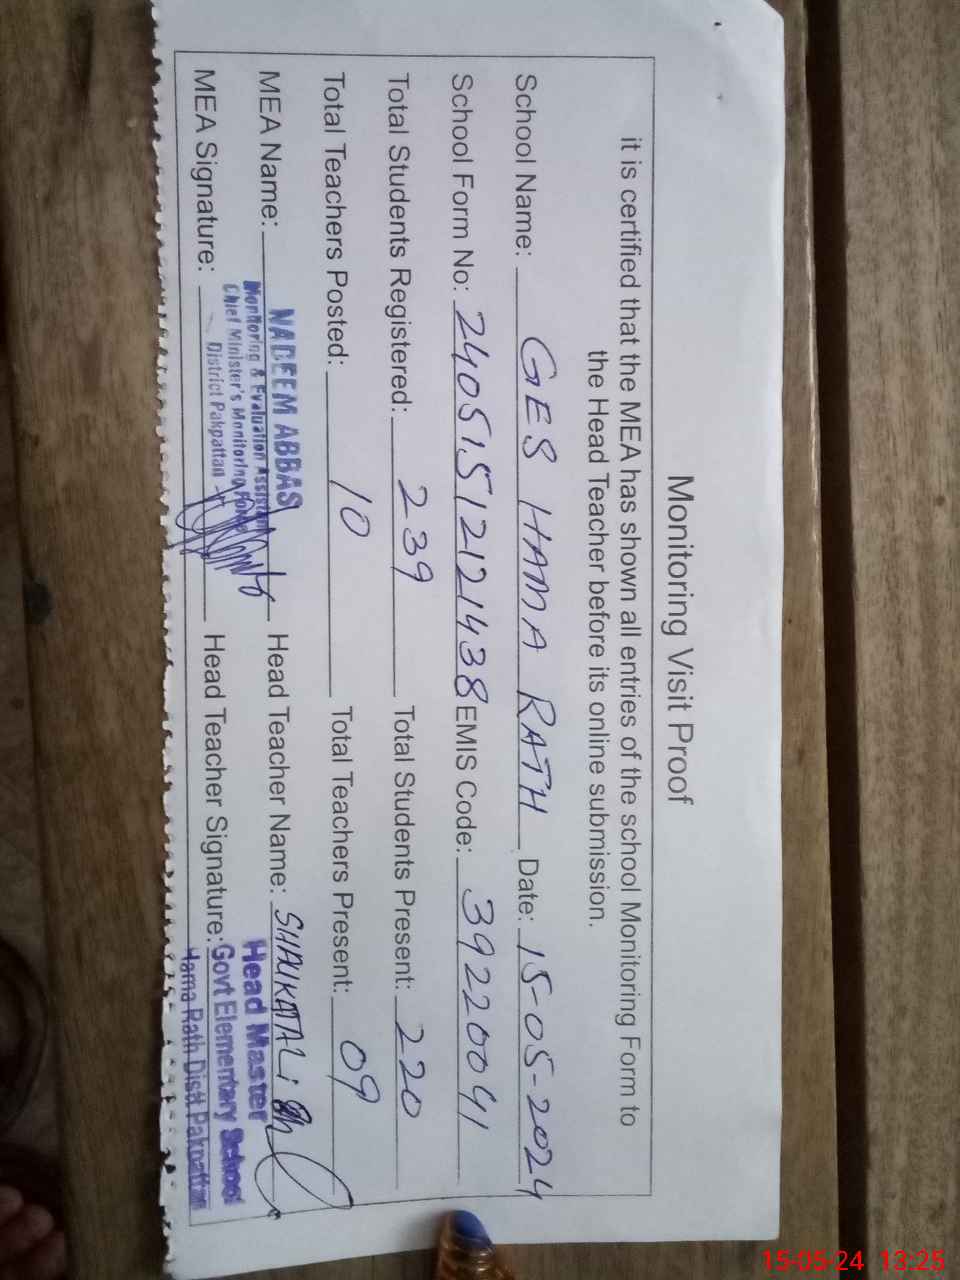 Monitoring Visit Proof
it is certified that the MEA has shown all entries of the school Monitoring Form to
the Head Teacher before its online submission.
School Name: GES HAMA RATH Date: 15-05-2024
School Form No: 24051512121438 EMIS Code: 39220041
Total Students Registered: 239 Total Students Present: 220
Total Teachers Posted: 10 Total Teachers Present: 09
MEA Name: NADEEM ABBAS Head Teacher Name: SHAUKAT ALi
Monitoring & Evaluation Assistant
Chief Minister's Monitoring Force
District Pakpattan
MEA Signature: Head Teacher Signature:
Head Master
Govt Elementary School
Hama Rath Distt. Pakpattan
15-05-24 13:25